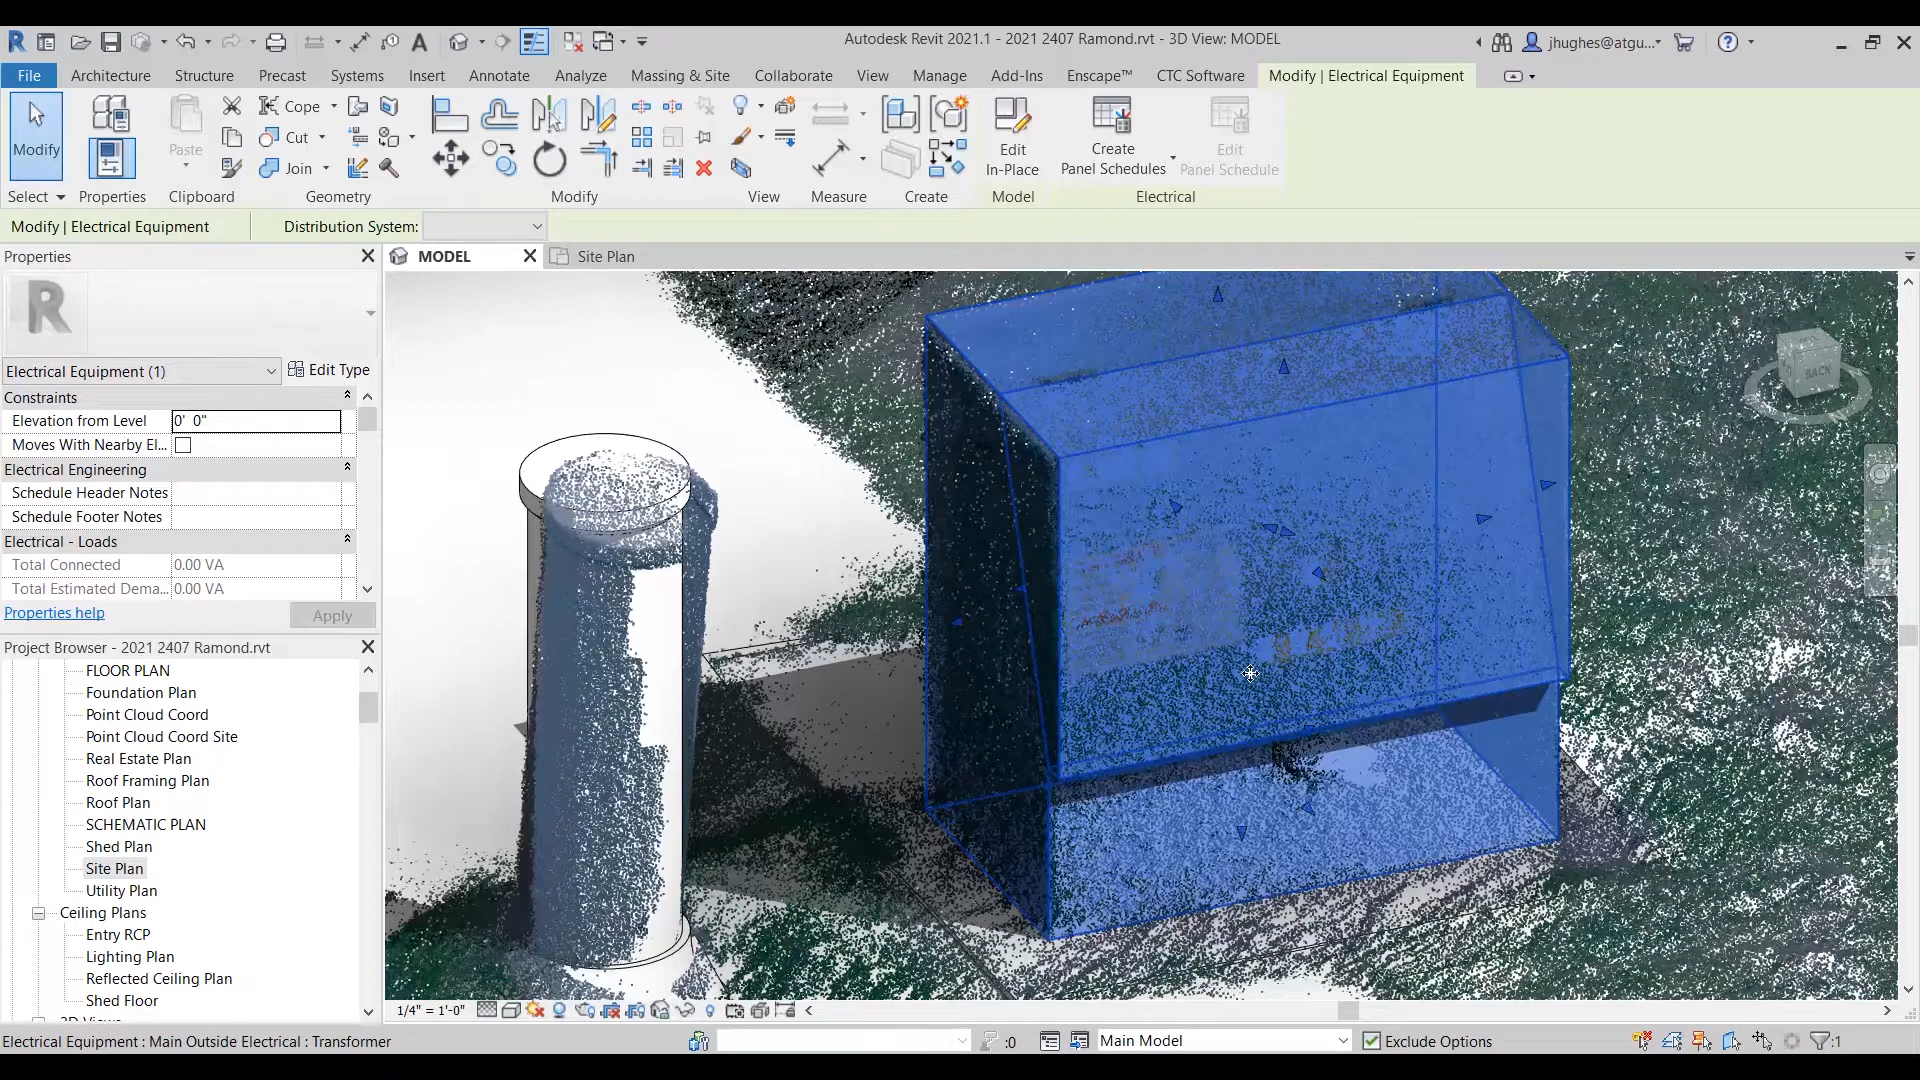 Autodesk Revit 2021.1 - 2021 2407 Ramond.rvt - 3D View: MODEL
jhughes@atgu...
File Architecture Structure Precast Systems Insert Annotate Analyze Massing & Site Collaborate View Manage Add-Ins Enscape™ CTC Software Modify | Electrical Equipment
Modify
Paste
Cope
Cut
Join
Edit
In-Place
Create
Panel Schedules
Edit
Panel Schedule
Select Properties Clipboard Geometry Modify View Measure Create Model Electrical
Modify | Electrical Equipment Distribution System:
Properties
MODEL
Site Plan
R
Electrical Equipment (1)
Edit Type
Constraints
Elevation from Level 0' 0"
Moves With Nearby El...
Electrical Engineering
Schedule Header Notes
Schedule Footer Notes
Electrical - Loads
Total Connected 0.00 VA
Total Estimated Dema... 0.00 VA
Properties help
Apply
Project Browser - 2021 2407 Ramond.rvt
FLOOR PLAN
Foundation Plan
Point Cloud Coord
Point Cloud Coord Site
Real Estate Plan
Roof Framing Plan
Roof Plan
SCHEMATIC PLAN
Shed Plan
Site Plan
Utility Plan
Ceiling Plans
Entry RCP
Lighting Plan
Reflected Ceiling Plan
Shed Floor
BACK
1/4" = 1'-0"
Electrical Equipment : Main Outside Electrical : Transformer
:0
Main Model
Exclude Options
:1